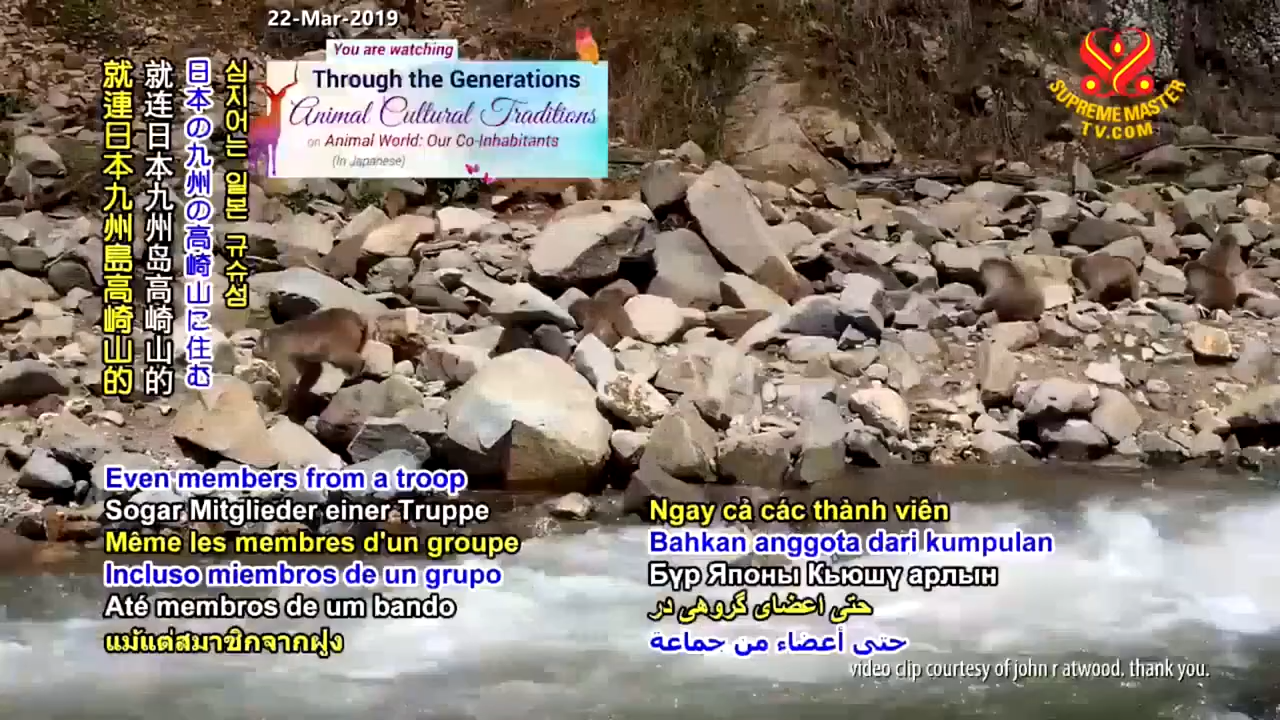 22-Mar-2019
You are watching
Through the Generations
Animal Cultural Traditions
on Animal World: Our Co-Inhabitants
(In Japanese)
SUPREME MASTER
TV.COM
就連日本九州島高崎山的
就连日本九州岛高崎山的
日本の九州の高崎山に住む
심지어는 일본 규슈섬
Even members from a troop
Sogar Mitglieder einer Truppe
Même les membres d'un groupe
Incluso miembros de un grupo
Até membros de um bando
แม้แต่สมาชิกจากฝูง
Ngay cả các thành viên
Bahkan anggota dari kumpulan
Бүр Японы Кьюшү арлын
حتی اعضای گروهی در
حتى أعضاء من جماعة
video clip courtesy of john r atwood. thank you.